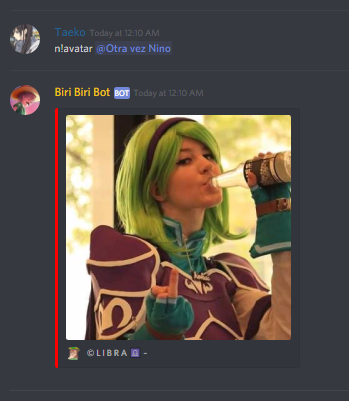 Taeko Today at 12:10 AM
n!avatar @Otra vez Nino
Biri Biri Bot BOT Today at 12:10 AM
©LIBRA ♎ -